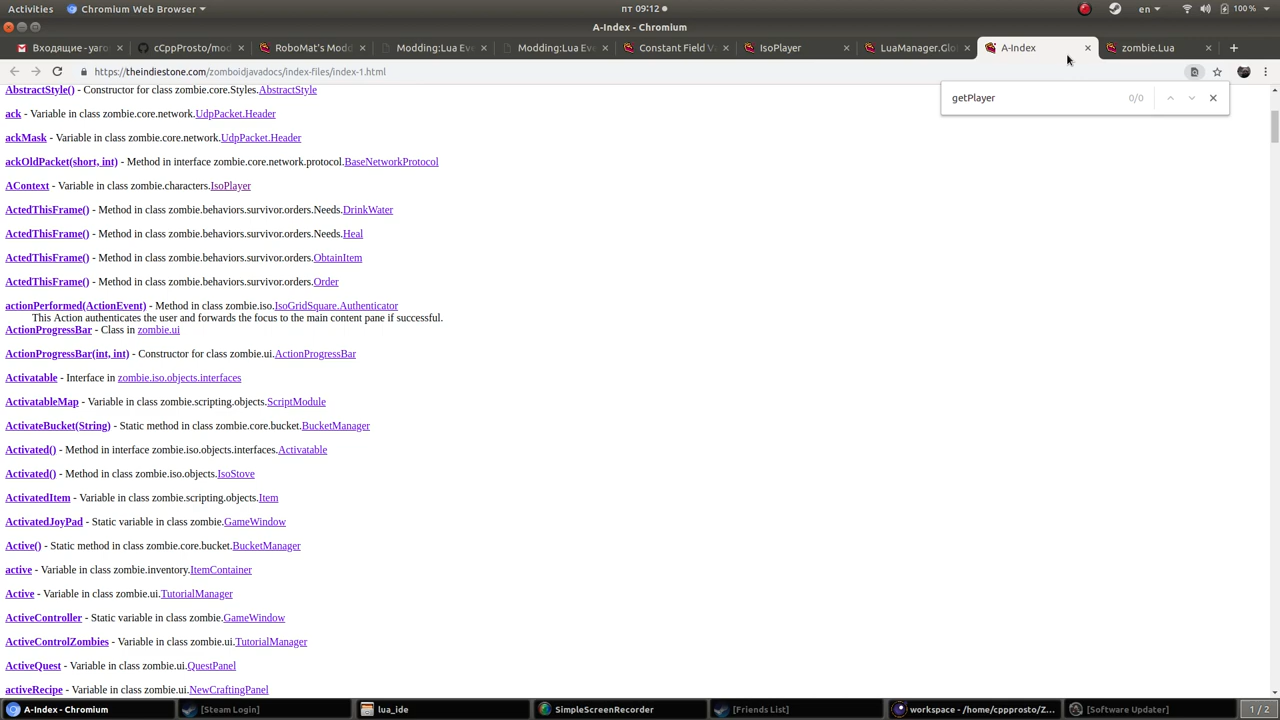 Activities
Chromium Web Browser
пт 09:12
en
100 %
A-Index - Chromium
Входящие - yaro
cCppProsto/mod
RoboMat's Modd
Modding:Lua Eve
Modding:Lua Eve
Constant Field Va
IsoPlayer
LuaManager.Glo
A-Index
zombie.Lua
https://theindiestone.com/zomboidjavadocs/index-files/index-1.html
getPlayer
0/0
AbstractStyle() - Constructor for class zombie.core.Styles.AbstractStyle
ack - Variable in class zombie.core.network.UdpPacket.Header
ackMask - Variable in class zombie.core.network.UdpPacket.Header
ackOldPacket(short, int) - Method in interface zombie.core.network.protocol.BaseNetworkProtocol
AContext - Variable in class zombie.characters.IsoPlayer
ActedThisFrame() - Method in class zombie.behaviors.survivor.orders.Needs.DrinkWater
ActedThisFrame() - Method in class zombie.behaviors.survivor.orders.Needs.Heal
ActedThisFrame() - Method in class zombie.behaviors.survivor.orders.ObtainItem
ActedThisFrame() - Method in class zombie.behaviors.survivor.orders.Order
actionPerformed(ActionEvent) - Method in class zombie.iso.IsoGridSquare.Authenticator
This Action authenticates the user and forwards the focus to the main content pane if successful.
ActionProgressBar - Class in zombie.ui
ActionProgressBar(int, int) - Constructor for class zombie.ui.ActionProgressBar
Activatable - Interface in zombie.iso.objects.interfaces
ActivatableMap - Variable in class zombie.scripting.objects.ScriptModule
ActivateBucket(String) - Static method in class zombie.core.bucket.BucketManager
Activated() - Method in interface zombie.iso.objects.interfaces.Activatable
Activated() - Method in class zombie.iso.objects.IsoStove
ActivatedItem - Variable in class zombie.scripting.objects.Item
ActivatedJoyPad - Static variable in class zombie.GameWindow
Active() - Static method in class zombie.core.bucket.BucketManager
active - Variable in class zombie.inventory.ItemContainer
Active - Variable in class zombie.ui.TutorialManager
ActiveController - Static variable in class zombie.GameWindow
ActiveControlZombies - Variable in class zombie.ui.TutorialManager
ActiveQuest - Variable in class zombie.ui.QuestPanel
activeRecipe - Variable in class zombie.ui.NewCraftingPanel
A-Index - Chromium
[Steam Login]
lua_ide
SimpleScreenRecorder
[Friends List]
workspace - /home/cppprosto/Z...
[Software Updater]
1 / 2